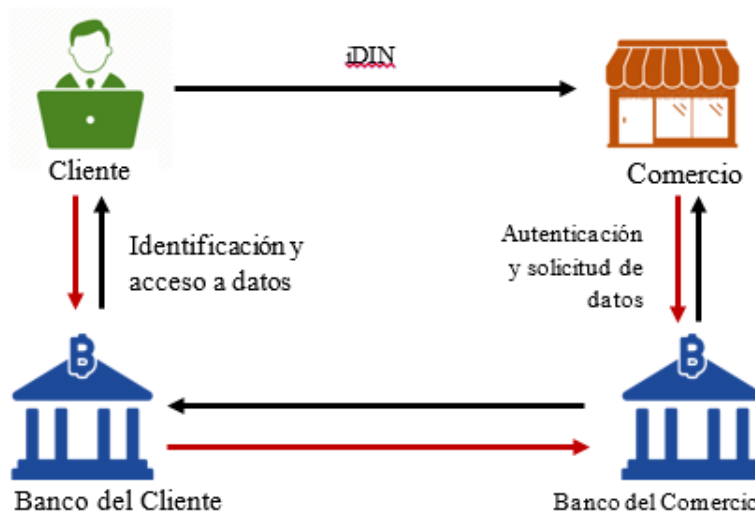 iDIN
Cliente
Comercio
Identificación y
acceso a datos
Autenticación
y solicitud de
datos
B
B
Banco del Cliente
Banco del Comercio